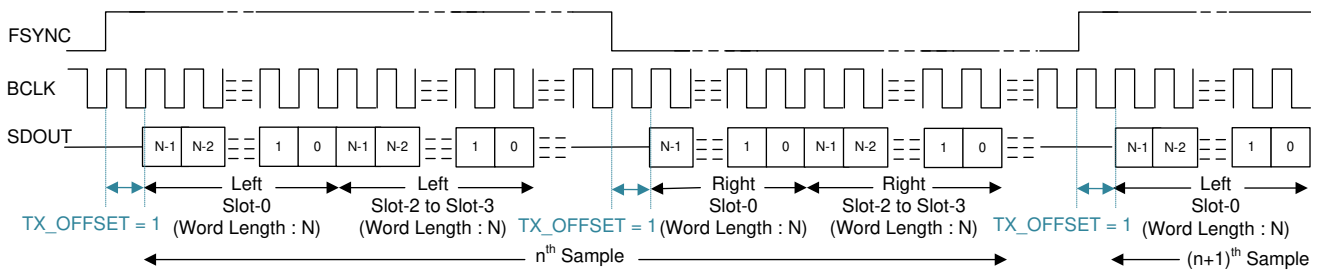 FSYNC
BCLK
SDOUT
N-1 N-2 1 0 N-1 N-2 1 0 N-1 1 0 N-1 N-2 1 0 N-1 N-2 1 0
Left Left Right Right Left
Slot-0 Slot-2 to Slot-3 Slot-0 Slot-2 to Slot-3 Slot-0
TX_OFFSET = 1 (Word Length : N) (Word Length : N) TX_OFFSET = 1 (Word Length : N) (Word Length : N) TX_OFFSET = 1 (Word Length : N)
nth Sample (n+1)th Sample